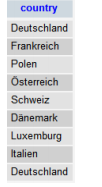 country
Deutschland
Frankreich
Polen
Österreich
Schweiz
Dänemark
Luxemburg
Italien
Deutschland